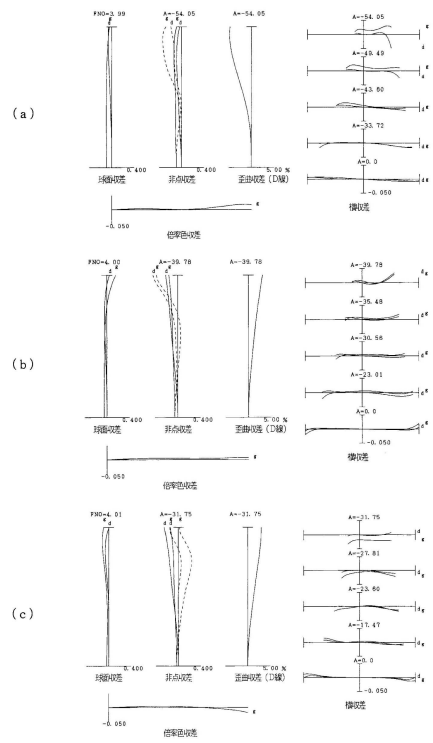 (a)
FNO=3.99
g
d
A=-54.05
g
d
g
d
A=-54.05
0.400
0.400
5.00 %
球面収差
非点収差
歪曲収差(D線)
g
-0.050
倍率色収差
A=-54.05
g
d
A=-49.49
g
d
A=-43.60
d g
A=-33.72
d g
A=0.0
d g
-0.050
横収差
(b)
FNO=4.00
g
d
A=-39.78
g
d
g
d
A=-39.78
0.400
0.400
5.00 %
球面収差
非点収差
歪曲収差(D線)
g
-0.050
倍率色収差
A=-39.78
d g
A=-35.48
d g
A=-30.56
d g
A=-23.01
d g
A=0.0
d g
-0.050
横収差
(c)
FNO=4.01
g
d
A=-31.75
d
g
d
g
A=-31.75
0.400
0.400
5.00 %
球面収差
非点収差
歪曲収差(D線)
g
-0.050
倍率色収差
A=-31.75
d
g
A=-27.81
d
g
A=-23.60
d g
A=-17.47
d g
A=0.0
d g
-0.050
横収差